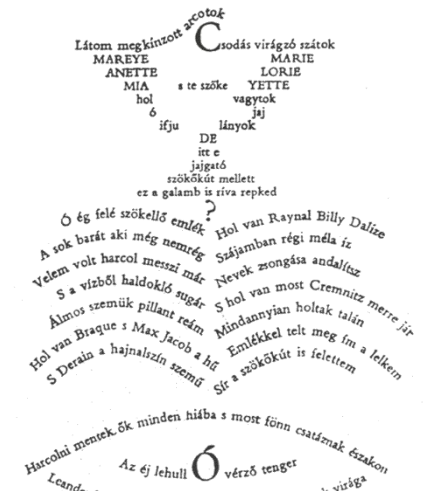 Látom megkínzott arcotok
Csodás virágzó szátok
MAREYE MARIE
ANETTE LORIE
MIA s te szőke YETTE
hol vagytok
ó jaj
ifju lányok
DE
itt e
jajgató
szökőkút mellett
ez a galamb is ríva repked
?
Ó ég felé szökellő emlék
A sok barát aki még nemrég
Velem volt harcol messzi már
S a vízből haldokló sugár
Álmos szemük pillant reám
Hol van Braque s Max Jacob a hű
S Derain a hajnalszín szemű
Hol van Raynal Billy Dalize
Szájamban régi méla íz
Nevek zsongása andalítsz
S hol van most Cremnitz merre jár
Mindannyian holtak talán
Emlékkel telt meg ím a lelkem
Sír a szökőkút is felettem
Harcolni mentek ők minden hiába s most fönn csatáznak északon
Az éj lehull Ó vérző tenger
virága